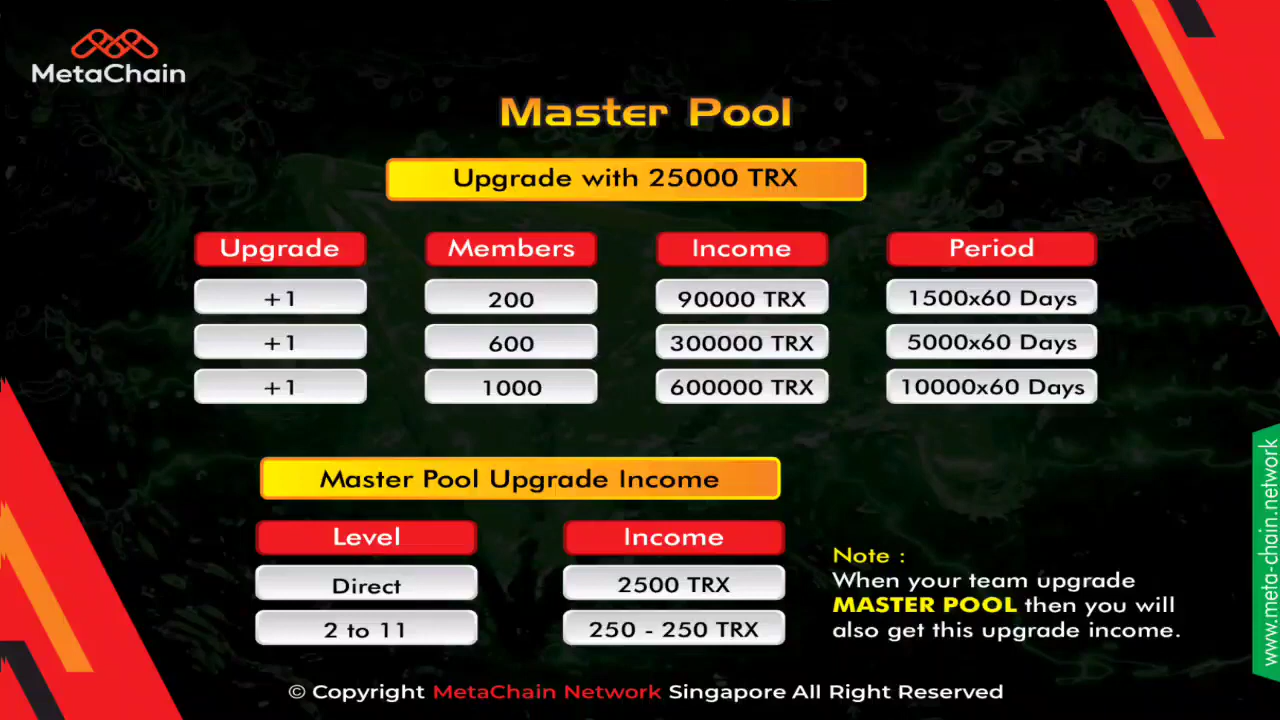 MetaChain
Master Pool
Upgrade with 25000 TRX
Upgrade Members Income Period
+1 200 90000 TRX 1500x60 Days
+1 600 300000 TRX 5000x60 Days
+1 1000 600000 TRX 10000x60 Days
Master Pool Upgrade Income
Level Income
Direct 2500 TRX
2 to 11 250 - 250 TRX
Note :
When your team upgrade
MASTER POOL then you will
also get this upgrade income.
www.meta-chain.network
© Copyright MetaChain Network Singapore All Right Reserved